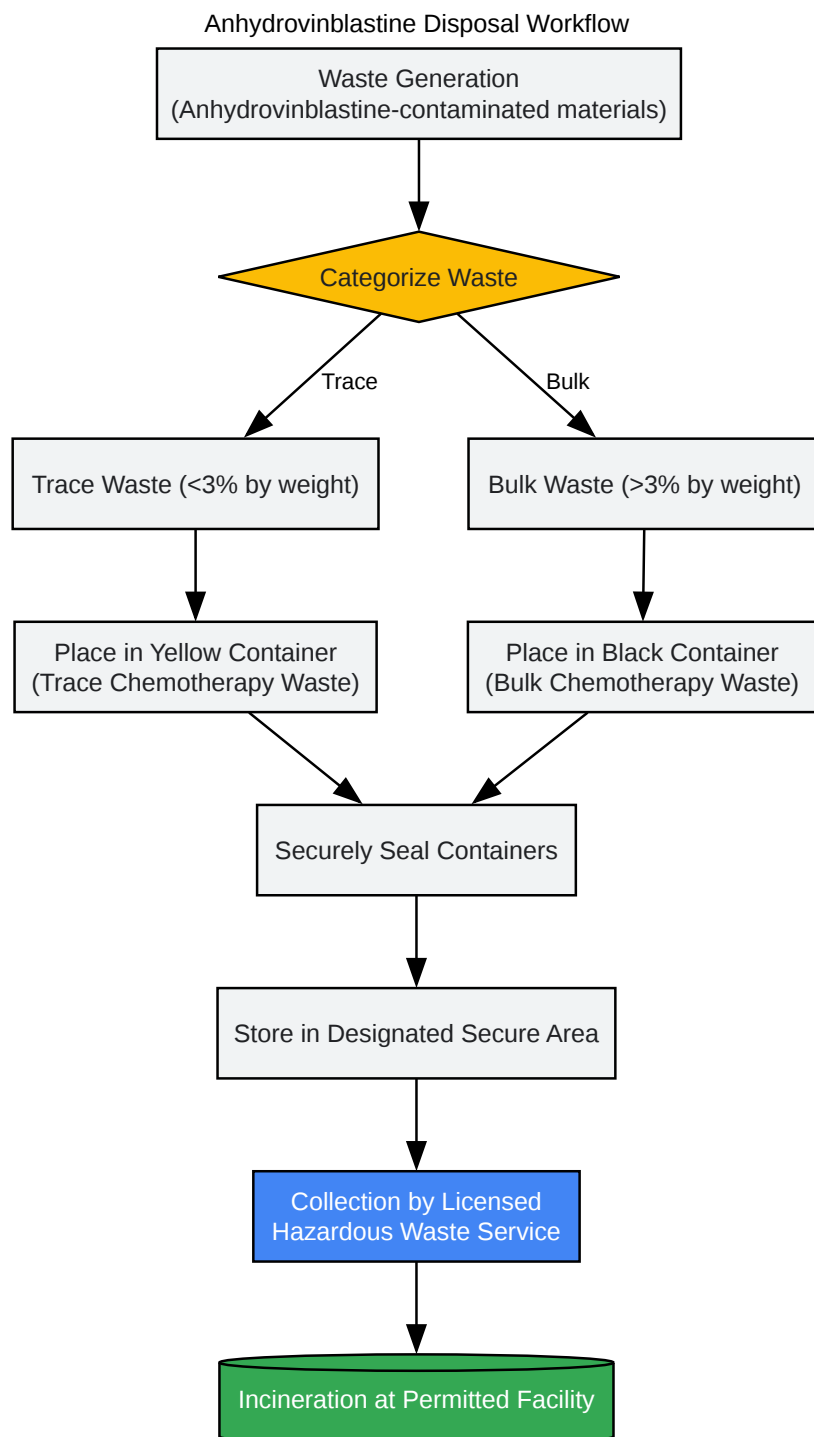 Anhydrovinblastine Disposal Workflow
Waste Generation
(Anhydrovinblastine-contaminated materials)
Categorize Waste
Trace
Bulk
Trace Waste (<3% by weight)
Bulk Waste (>3% by weight)
Place in Yellow Container
(Trace Chemotherapy Waste)
Place in Black Container
(Bulk Chemotherapy Waste)
Securely Seal Containers
Store in Designated Secure Area
Collection by Licensed
Hazardous Waste Service
Incineration at Permitted Facility